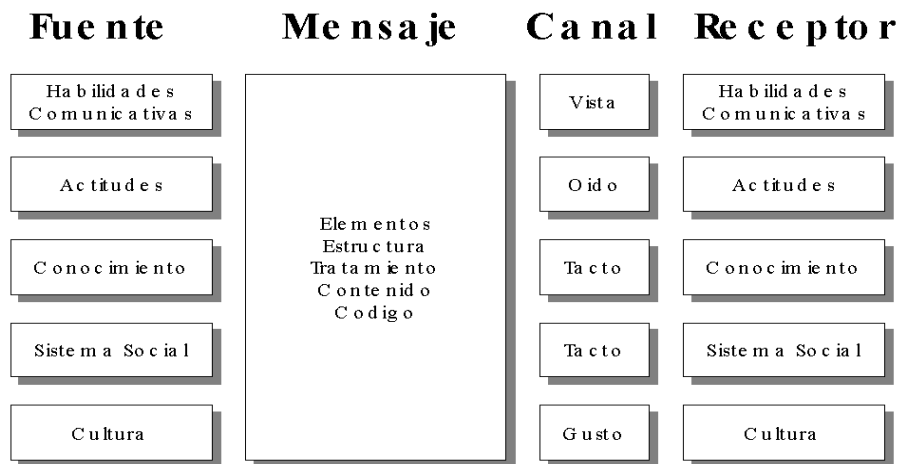 Fuente
Mensaje
Canal
Receptor
Habilidades
Comunicativas
Actitudes
Conocimiento
Sistema Social
Cultura
Elementos
Estructura
Tratamiento
Contenido
Codigo
Vista
Oido
Tacto
Tacto
Gusto
Habilidades
Comunicativas
Actitudes
Conocimiento
Sistema Social
Cultura